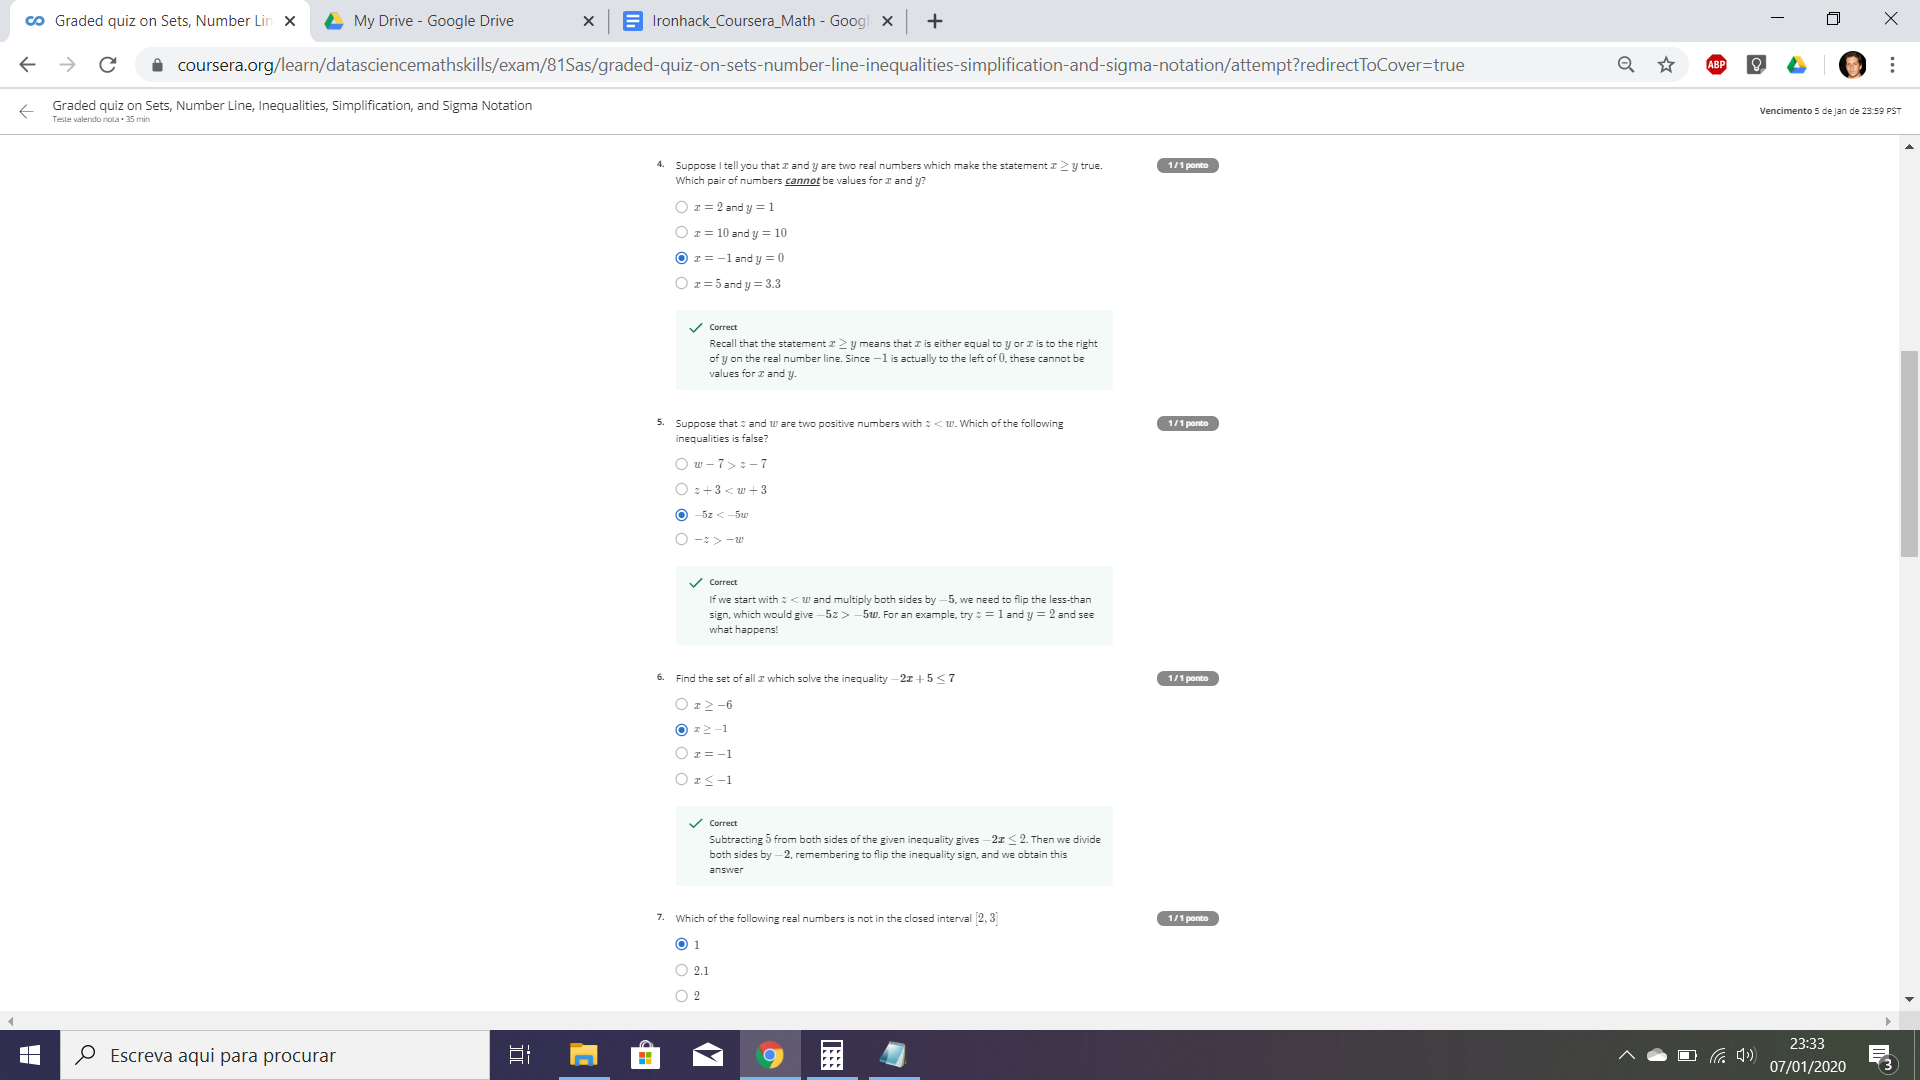 Graded quiz on Sets, Number Lin
My Drive - Google Drive
Ironhack_Coursera_Math - Googl
coursera.org/learn/datasciencemathskills/exam/81Sas/graded-quiz-on-sets-number-line-inequalities-simplification-and-sigma-notation/attempt?redirectToCover=true
ABP
Graded quiz on Sets, Number Line, Inequalities, Simplification, and Sigma Notation
Teste valendo nota • 35 min
Vencimento 5 de jan de 23:59 PST
4. Suppose I tell you that x and y are two real numbers which make the statement x ≥ y true.
Which pair of numbers cannot be values for x and y?
1 / 1 ponto
x = 2 and y = 1
x = 10 and y = 10
x = −1 and y = 0
x = 5 and y = 3.3
Correct
Recall that the statement x ≥ y means that x is either equal to y or x is to the right
of y on the real number line. Since −1 is actually to the left of 0, these cannot be
values for x and y.
5. Suppose that z and w are two positive numbers with z < w. Which of the following
inequalities is false?
1 / 1 ponto
w − 7 > z − 7
z + 3 < w + 3
−5z < −5w
−z > −w
Correct
If we start with z < w and multiply both sides by −5, we need to flip the less-than
sign, which would give −5z > −5w. For an example, try z = 1 and y = 2 and see
what happens!
6. Find the set of all x which solve the inequality −2x + 5 ≤ 7
1 / 1 ponto
x ≥ −6
x ≥ −1
x = −1
x ≤ −1
Correct
Subtracting 5 from both sides of the given inequality gives −2x ≤ 2. Then we divide
both sides by −2, remembering to flip the inequality sign, and we obtain this
answer
7. Which of the following real numbers is not in the closed interval [2, 3]
1 / 1 ponto
1
2.1
2
Escreva aqui para procurar
23:33
07/01/2020
3